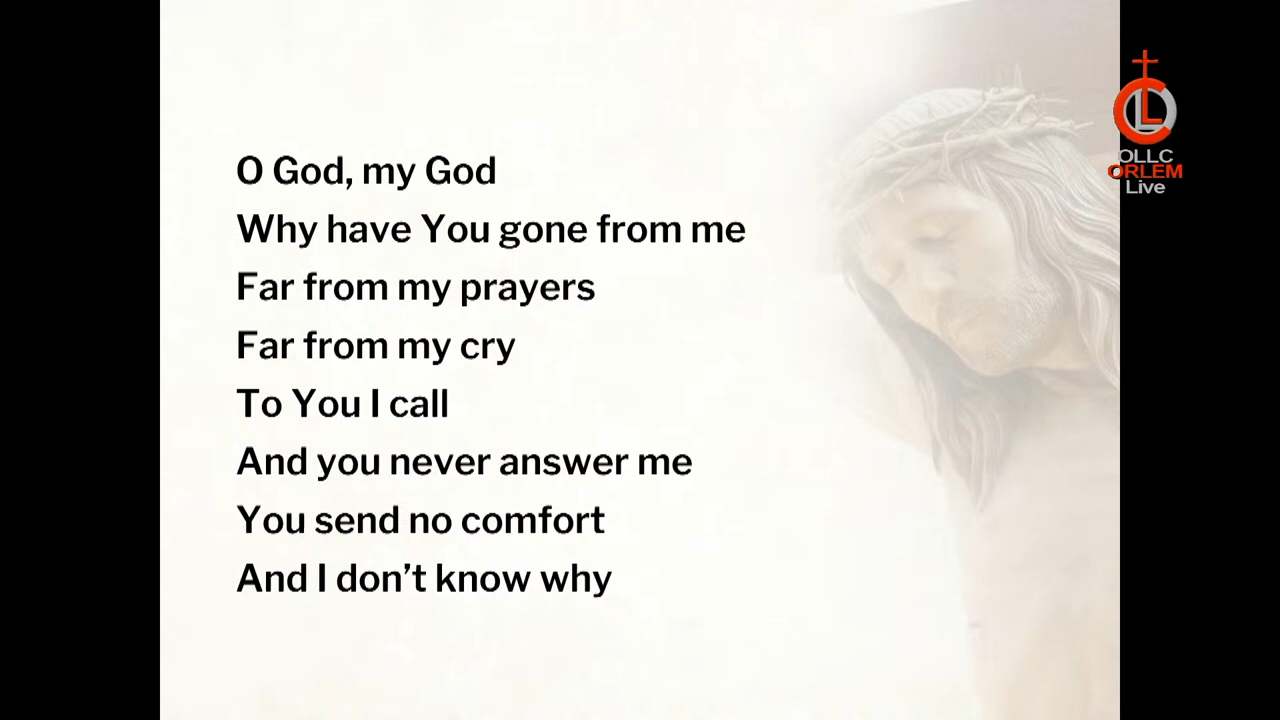 O God, my God
Why have You gone from me
Far from my prayers
Far from my cry
To You I call
And you never answer me
You send no comfort
And I don’t know why
OLLC
ORLEM
Live